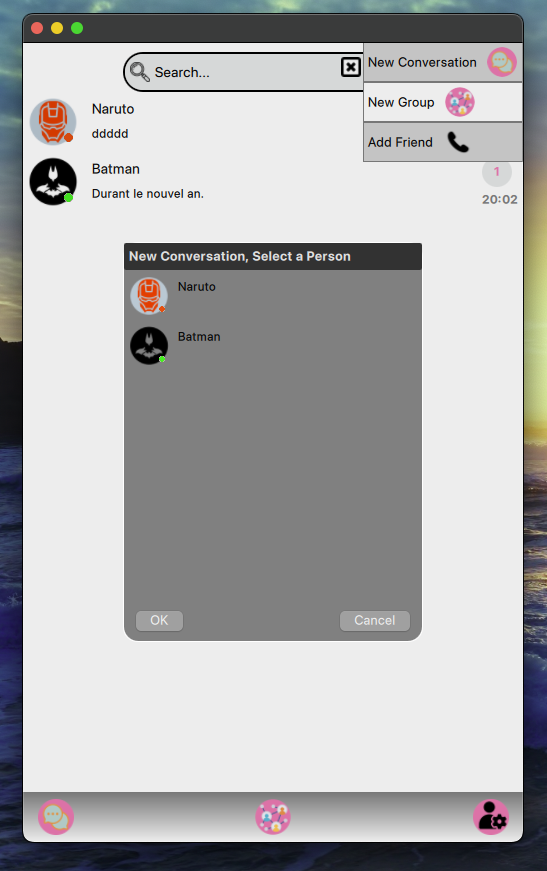 Search...
New Conversation
New Group
Add Friend
Naruto
ddddd
Batman
Durant le nouvel an.
1
20:02
New Conversation, Select a Person
Naruto
Batman
OK
Cancel